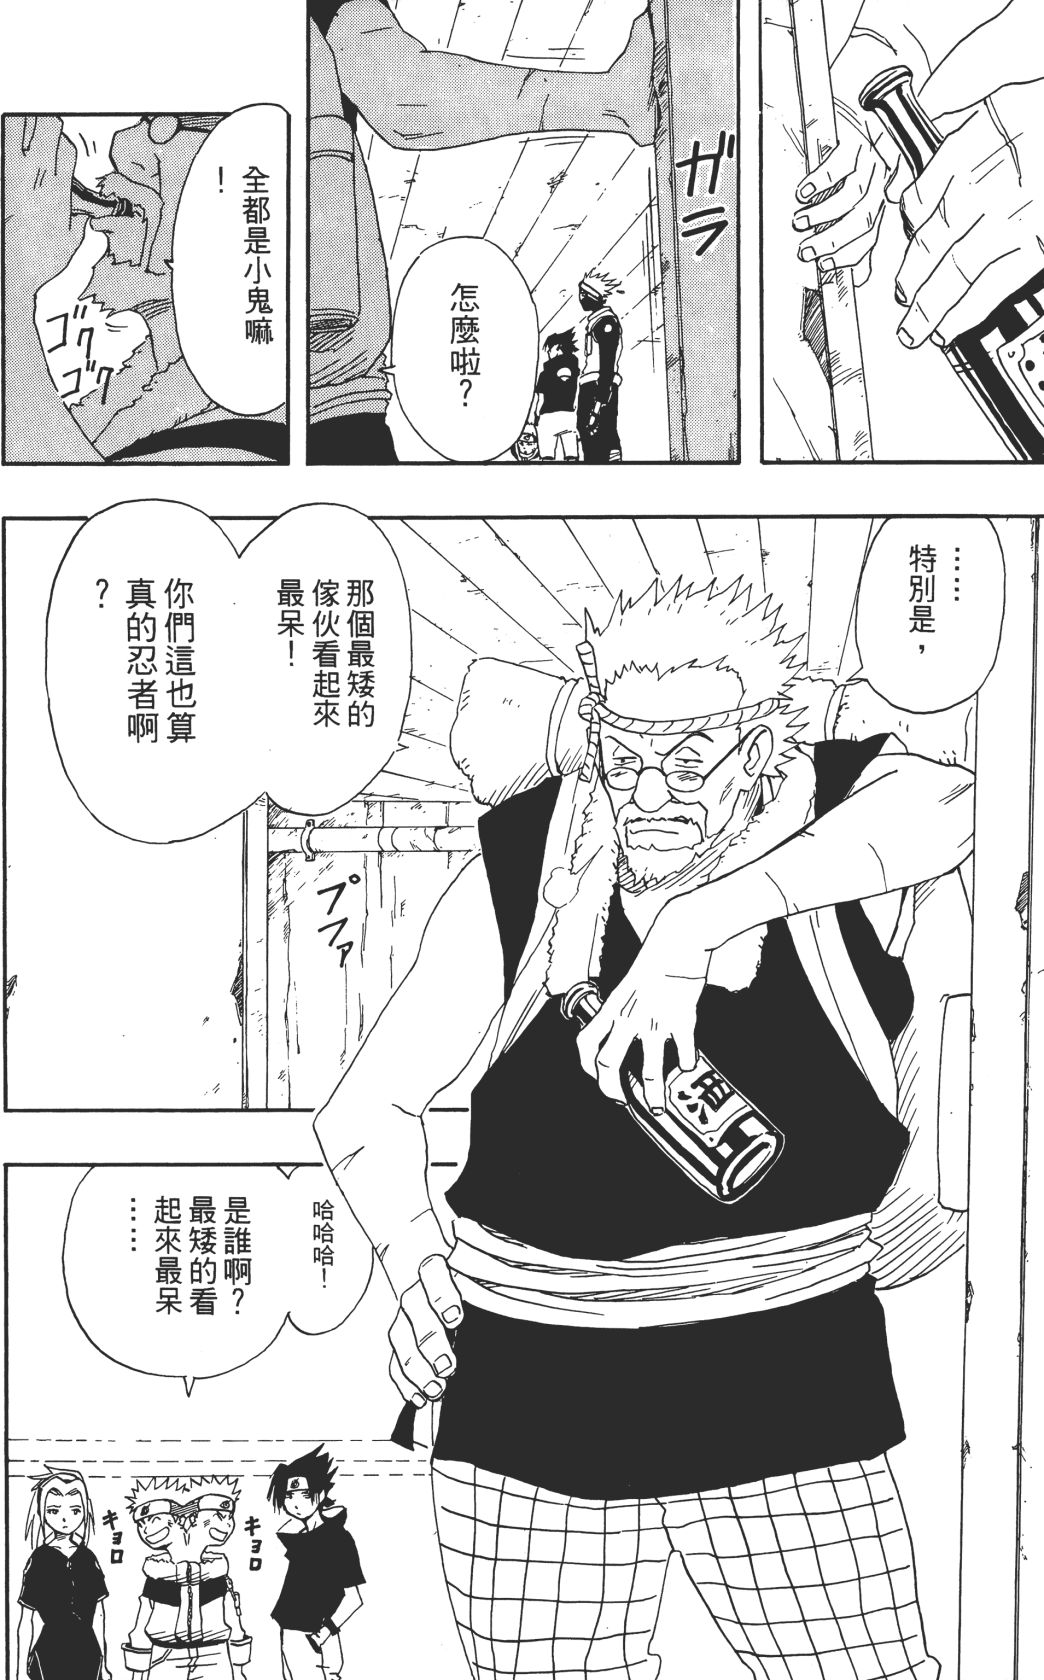 ガラ
怎麼啦？
全都是小鬼嘛
！
ゴク
ゴク
……
特別是，
那個最矮的
傢伙看起來
最呆！
你們這也算
真的忍者啊
？
プファ
酒
哈哈哈！
是誰啊？
最矮的看
起來最呆
……
キョロ
キョロ